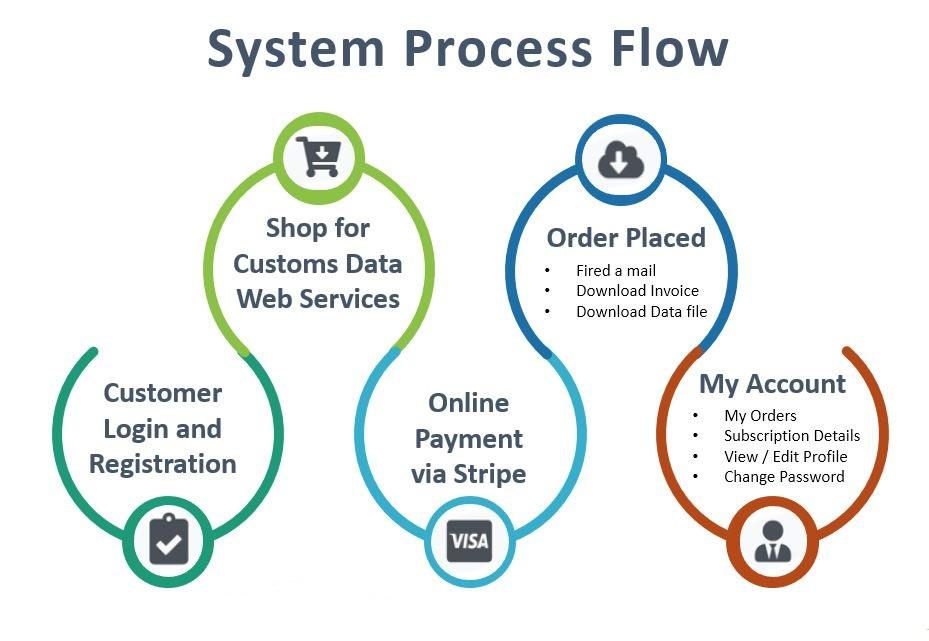 System Process Flow
Shop for
Customs Data
Web Services
Order Placed
• Fired a mail
• Download Invoice
• Download Data file
Customer
Login and
Registration
Online
Payment
via Stripe
VISA
My Account
• My Orders
• Subscription Details
• View / Edit Profile
• Change Password